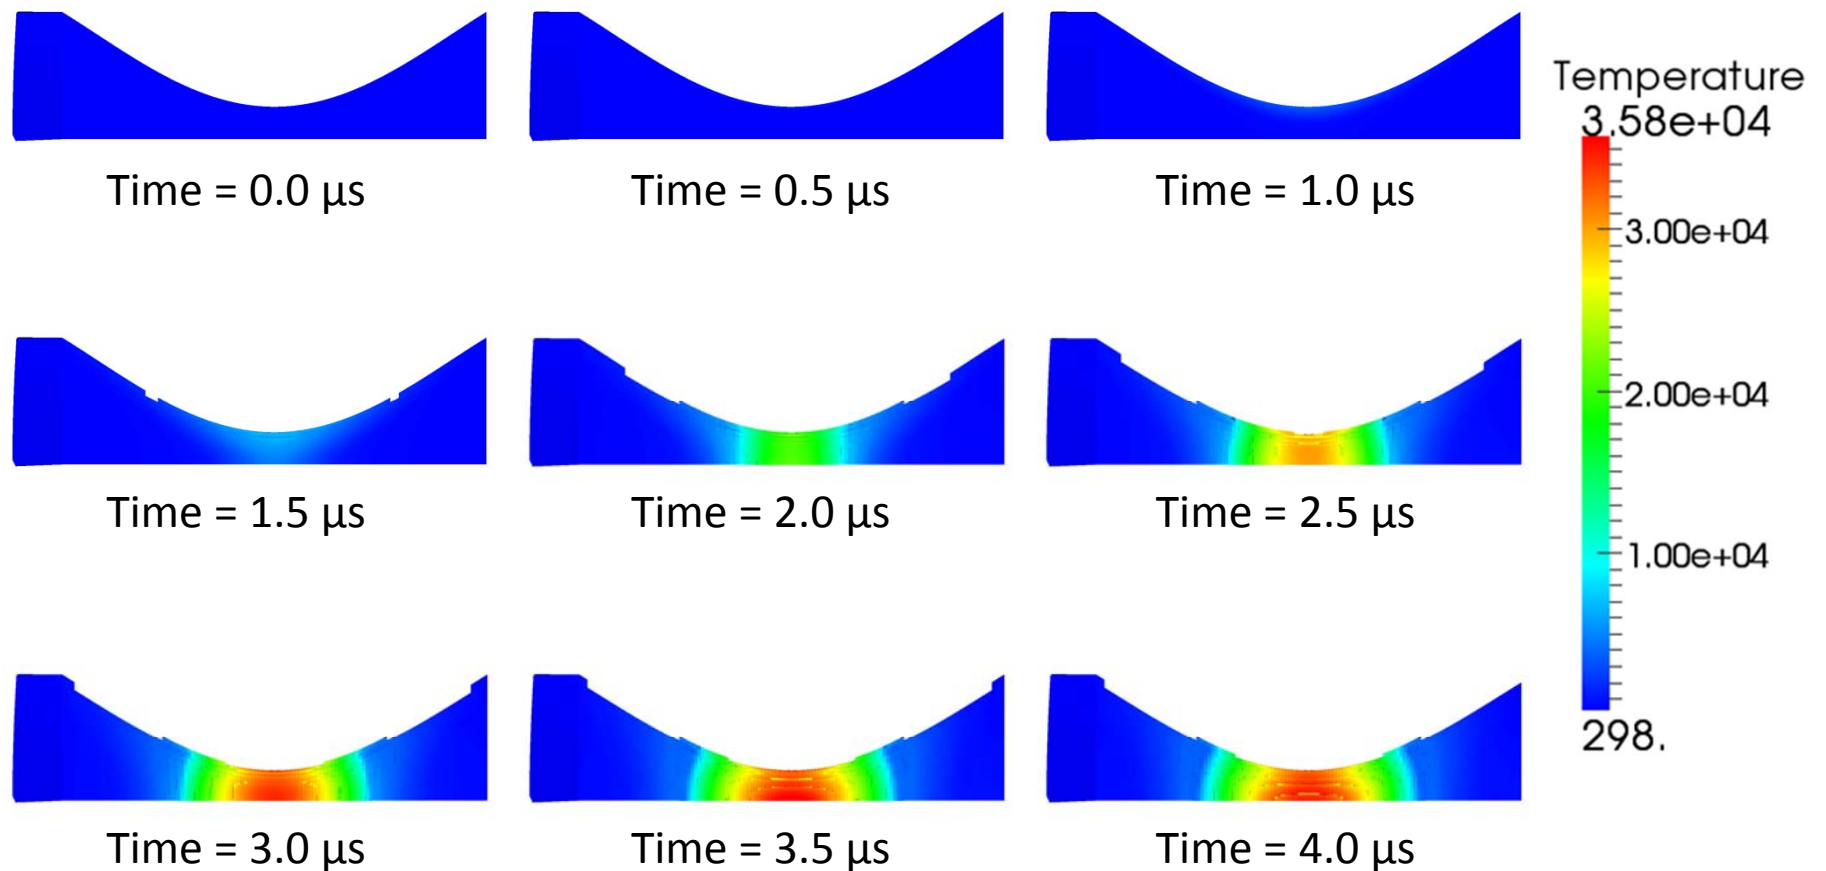 Time = 0.0 µs
Time = 0.5 µs
Time = 1.0 µs
Time = 1.5 µs
Time = 2.0 µs
Time = 2.5 µs
Time = 3.0 µs
Time = 3.5 µs
Time = 4.0 µs
Temperature
3.58e+04
3.00e+04
2.00e+04
1.00e+04
298.